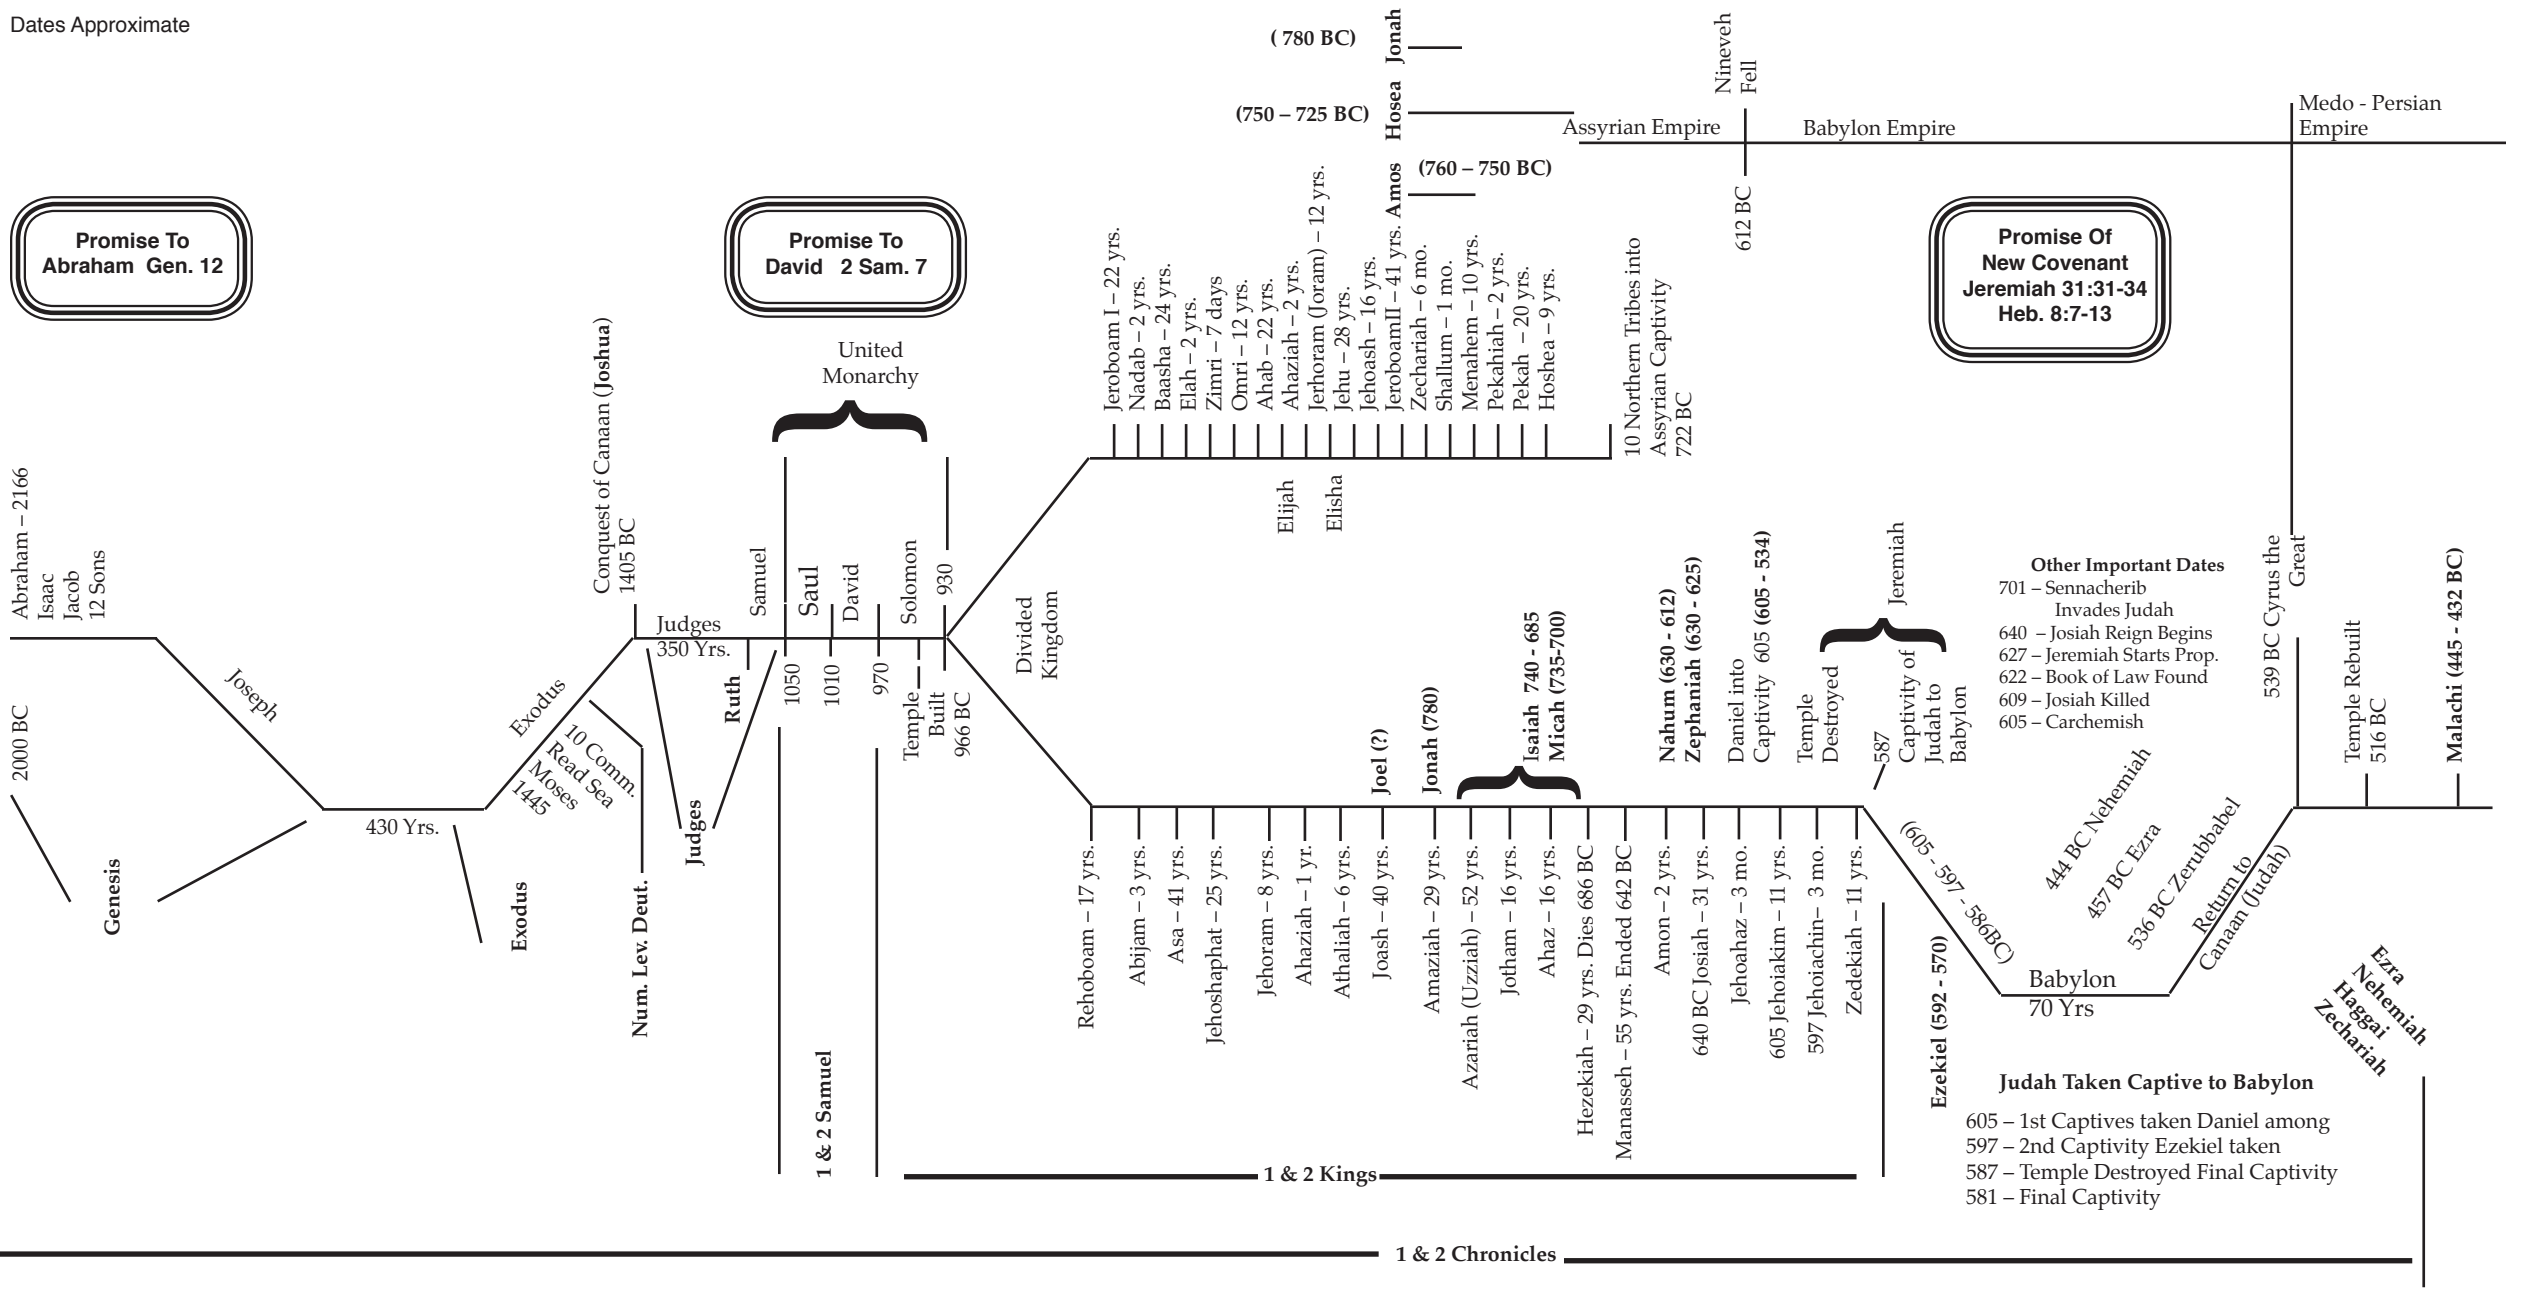 Dates Approximate
( 780 BC)
Jonah
(750 – 725 BC)
Hosea
(760 – 750 BC)
Amos
Nineveh
Fell
Assyrian Empire
Babylon Empire
Medo - Persian
Empire
612 BC
Promise To
Abraham Gen. 12
Promise To
David 2 Sam. 7
Promise Of
New Covenant
Jeremiah 31:31-34
Heb. 8:7-13
United
Monarchy
Jeroboam I – 22 yrs.
Nadab – 2 yrs.
Baasha – 24 yrs.
Elah – 2 yrs.
Zimri – 7 days
Omri – 12 yrs.
Ahab – 22 yrs.
Ahaziah – 2 yrs.
Jerhoram (Joram) – 12 yrs.
Jehu – 28 yrs.
Jehoash – 16 yrs.
JeroboamII – 41 yrs.
Zechariah – 6 mo.
Shallum – 1 mo.
Menahem – 10 yrs.
Pekahiah – 2 yrs.
Pekah – 20 yrs.
Hoshea – 9 yrs.
10 Northern Tribes into
Assyrian Captivity
722 BC
Elijah
Elisha
Abraham – 2166
Isaac
Jacob
12 Sons
2000 BC
Joseph
430 Yrs.
Exodus
10 Comm.
Read Sea
Moses
1445
Conquest of Canaan (Joshua)
1405 BC
Judges
350 Yrs.
Samuel
Saul
David
Solomon
930
Ruth
1050
1010
970
Temple
Built
966 BC
Divided
Kingdom
Genesis
Exodus
Num. Lev. Deut.
Judges
1 & 2 Samuel
Joel (?)
Jonah (780)
Isaiah 740 - 685
Micah (735-700)
Nahum (630 - 612)
Zephaniah (630 - 625)
Daniel into
Captivity 605 (605 - 534)
Temple
Destroyed
Jeremiah
587
Captivity of
Judah to
Babylon
Other Important Dates
701 – Sennacherib
Invades Judah
640 – Josiah Reign Begins
627 – Jeremiah Starts Prop.
622 – Book of Law Found
609 – Josiah Killed
605 – Carchemish
539 BC Cyrus the
Great
Temple Rebuilt
516 BC
Malachi (445 - 432 BC)
Rehoboam – 17 yrs.
Abijam – 3 yrs.
Asa – 41 yrs.
Jehoshaphat – 25 yrs.
Jehoram – 8 yrs.
Ahaziah – 1 yr.
Athaliah – 6 yrs.
Joash – 40 yrs.
Amaziah – 29 yrs.
Azariah (Uzziah) – 52 yrs.
Jotham – 16 yrs.
Ahaz – 16 yrs.
Hezekiah – 29 yrs. Dies 686 BC
Manasseh – 55 yrs. Ended 642 BC
Amon – 2 yrs.
640 BC Josiah – 31 yrs.
Jehoahaz – 3 mo.
605 Jehoiakim – 11 yrs.
597 Jehoiachin– 3 mo.
Zedekiah – 11 yrs.
Ezekiel (592 - 570)
(605 - 597 - 586BC)
Babylon
70 Yrs
444 BC Nehemiah
457 BC Ezra
536 BC Zerubbabel
Return to
Canaan (Judah)
Ezra
Nehemiah
Haggai
Zechariah
Judah Taken Captive to Babylon
605 – 1st Captives taken Daniel among
597 – 2nd Captivity Ezekiel taken
587 – Temple Destroyed Final Captivity
581 – Final Captivity
1 & 2 Kings
1 & 2 Chronicles